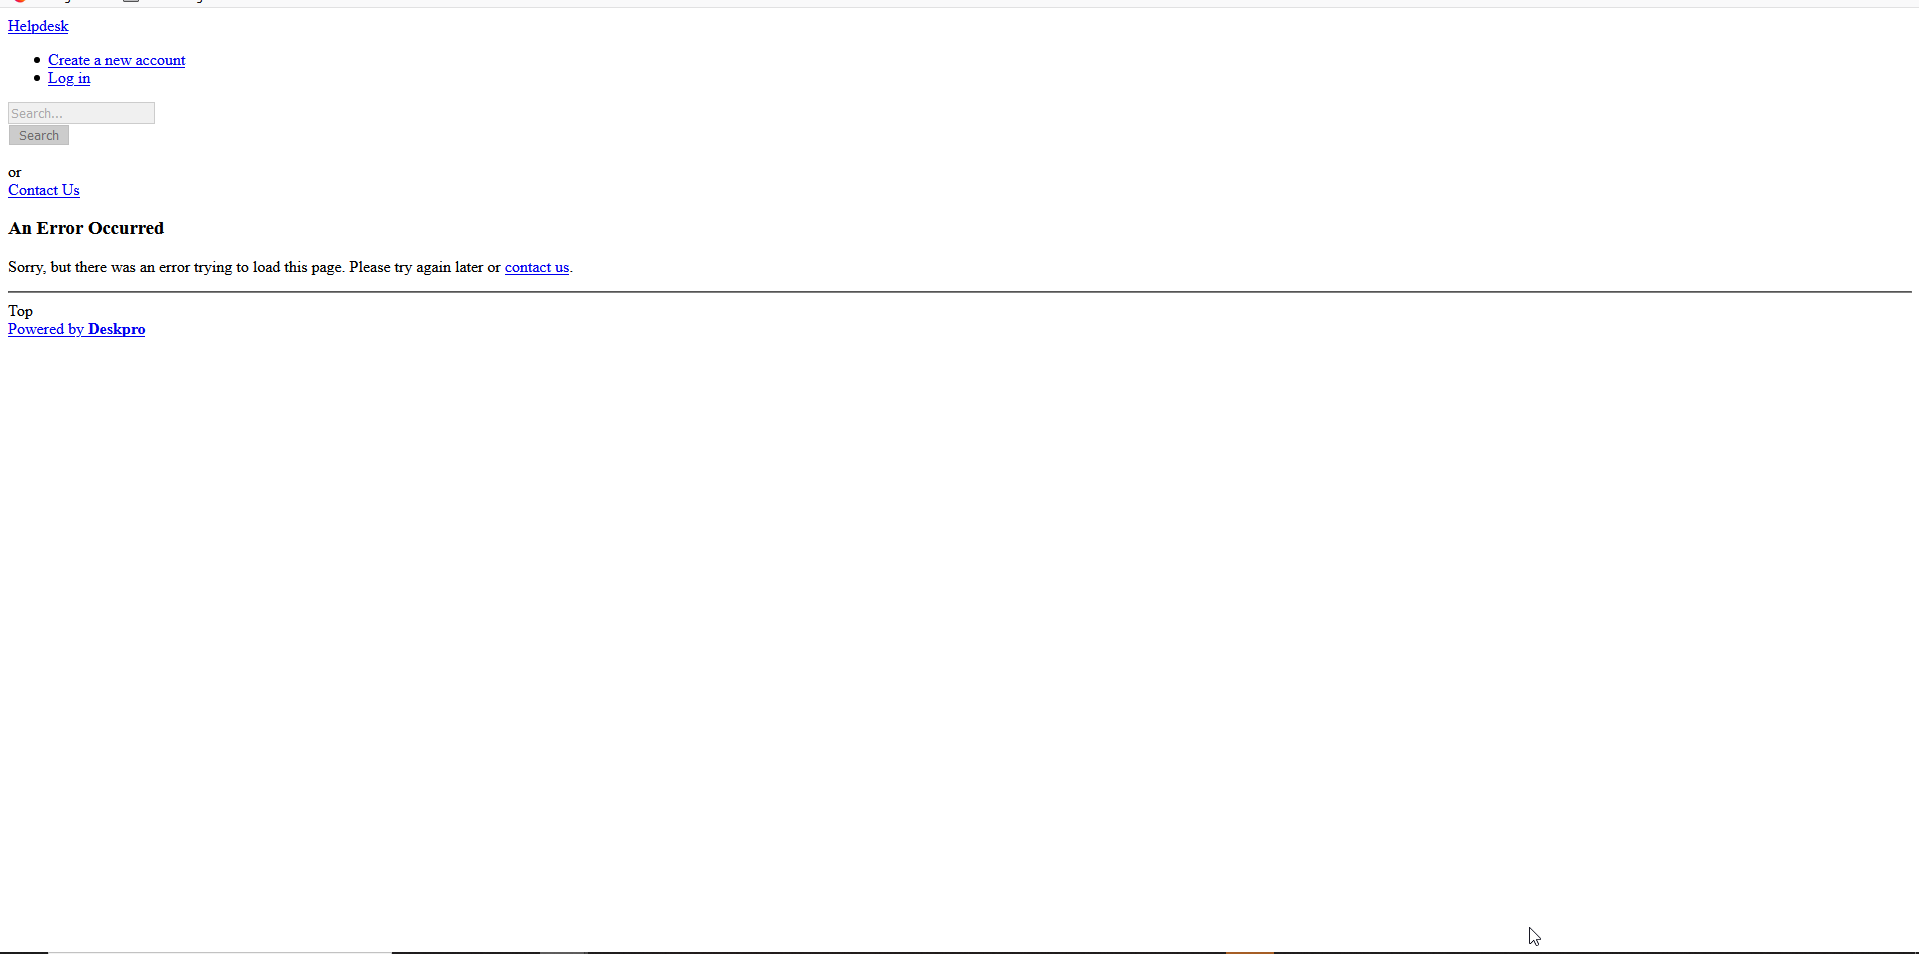 Helpdesk
Create a new account
Log in
Search...
Search
or
Contact Us
An Error Occurred
Sorry, but there was an error trying to load this page. Please try again later or contact us.
Top
Powered by Deskpro